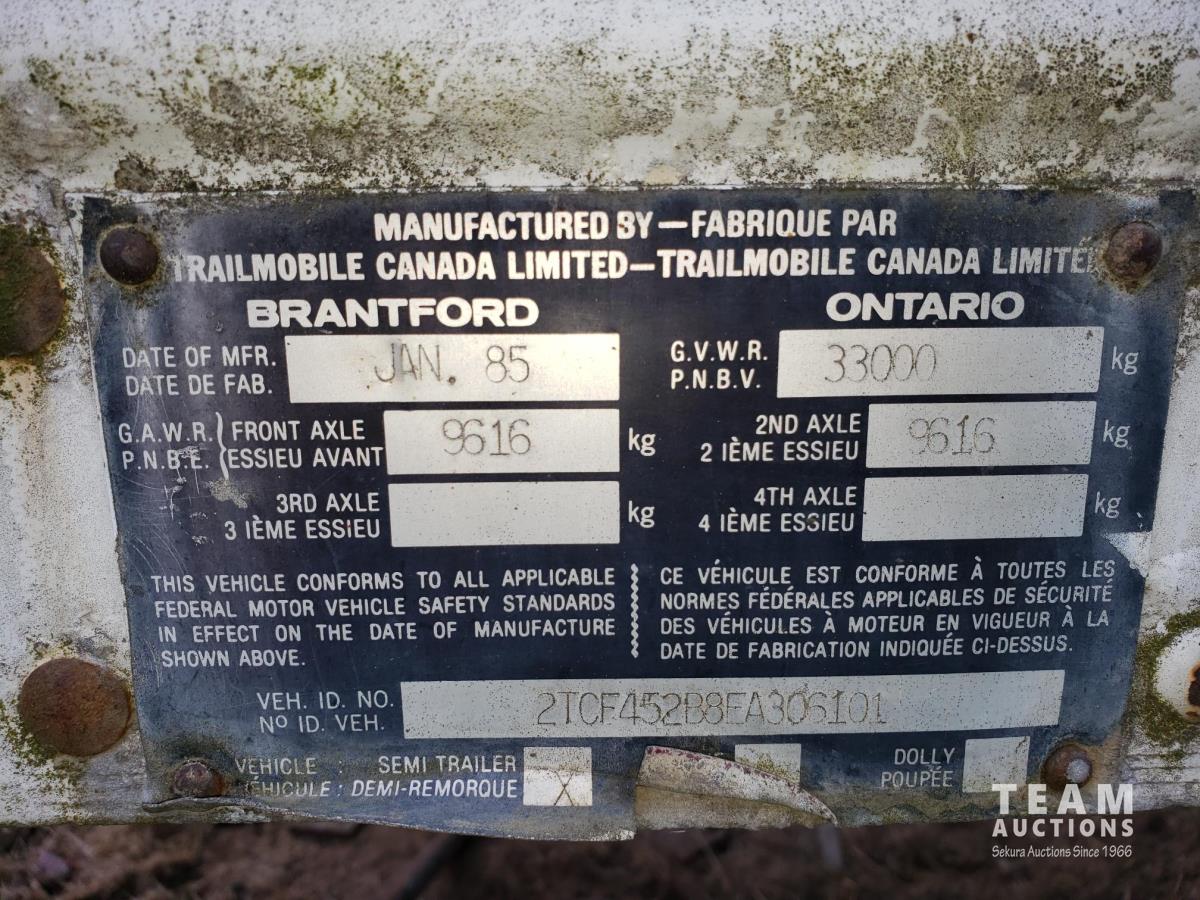 MANUFACTURED BY — FABRIQUE PAR
TRAILMOBILE CANADA LIMITED — TRAILMOBILE CANADA LIMITE
BRANTFORD ONTARIO
DATE OF MFR. JAN. 85 G.V.W.R. 33000 kg
DATE DE FAB. P.N.B.V.
G.A.W.R. FRONT AXLE 9616 kg 2ND AXLE 9616 kg
P.N.B.E. ESSIEU AVANT 2 IÈME ESSIEU
3RD AXLE kg 4TH AXLE kg
3 IÈME ESSIEU 4 IÈME ESSIEU
THIS VEHICLE CONFORMS TO ALL APPLICABLE
FEDERAL MOTOR VEHICLE SAFETY STANDARDS
IN EFFECT ON THE DATE OF MANUFACTURE
SHOWN ABOVE.
CE VÉHICULE EST CONFORME À TOUTES LES
NORMES FÉDÉRALES APPLICABLES DE SÉCURITÉ
DES VÉHICULES À MOTEUR EN VIGUEUR À LA
DATE DE FABRICATION INDIQUÉE CI-DESSUS.
VEH. ID. NO. 2TCF452B8FA306101
Nº ID. VEH.
VEHICLE : SEMI TRAILER X DOLLY
VÉHICULE : DEMI-REMORQUE POUPÉE
TEAM
AUCTIONS
Sekura Auctions Since 1966